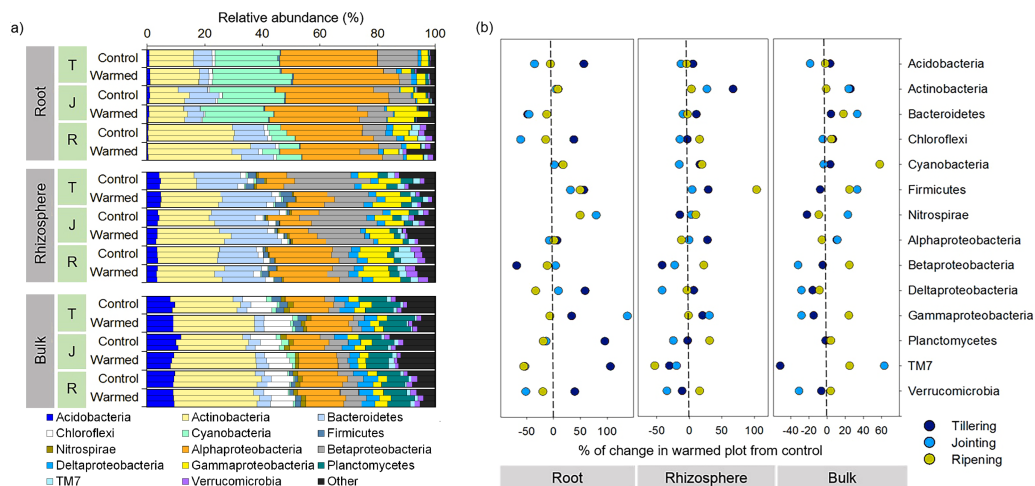 a)
Relative abundance (%)
0 20 40 60 80 100
Root
T
Control
Warmed
J
Control
Warmed
R
Control
Warmed
Rhizosphere
T
Control
Warmed
J
Control
Warmed
R
Control
Warmed
Bulk
T
Control
Warmed
J
Control
Warmed
R
Control
Warmed
Acidobacteria Actinobacteria Bacteroidetes
Chloroflexi Cyanobacteria Firmicutes
Nitrospirae Alphaproteobacteria Betaproteobacteria
Deltaproteobacteria Gammaproteobacteria Planctomycetes
TM7 Verrucomicrobia Other
(b)
Acidobacteria
Actinobacteria
Bacteroidetes
Chloroflexi
Cyanobacteria
Firmicutes
Nitrospirae
Alphaproteobacteria
Betaproteobacteria
Deltaproteobacteria
Gammaproteobacteria
Planctomycetes
TM7
Verrucomicrobia
-50 0 50 100 -50 0 50 100 -40 -20 0 20 40 60
% of change in warmed plot from control
Root Rhizosphere Bulk
Tillering
Jointing
Ripening